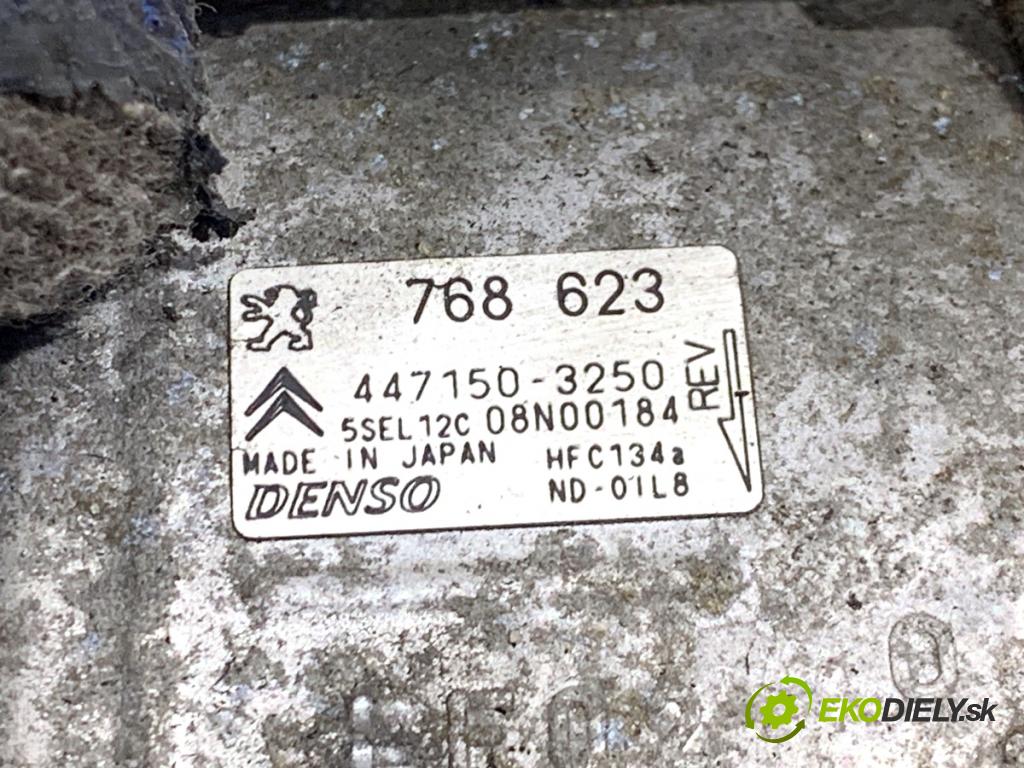 768 623
447150-3250
5SEL12C 08N00184
REV
MADE IN JAPAN HFC134a
DENSO ND-OIL8
EKODIELY.sk